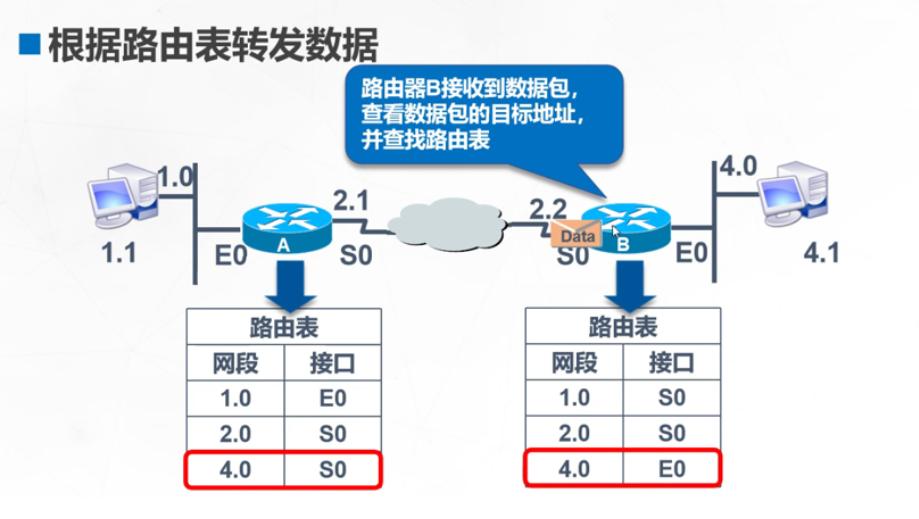 根据路由表转发数据
路由器B接收到数据包,
查看数据包的目标地址,
并查找路由表
1.0
4.0
2.1
2.2
Data
A
B
1.1
E0
S0
S0
E0
4.1
路由表
网段 接口
1.0 E0
2.0 S0
4.0 S0
路由表
网段 接口
1.0 S0
2.0 S0
4.0 E0